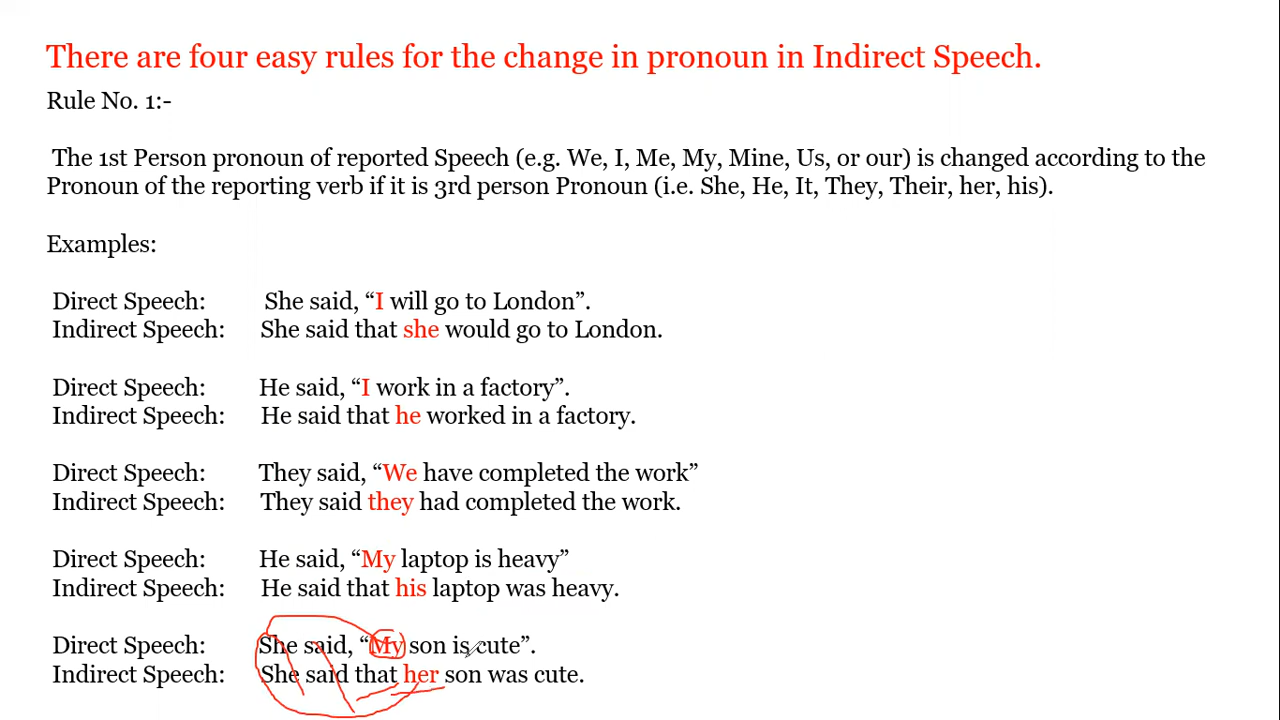 There are four easy rules for the change in pronoun in Indirect Speech.
Rule No. 1:-
The 1st Person pronoun of reported Speech (e.g. We, I, Me, My, Mine, Us, or our) is changed according to the
Pronoun of the reporting verb if it is 3rd person Pronoun (i.e. She, He, It, They, Their, her, his).
Examples:
Direct Speech: She said, “I will go to London”.
Indirect Speech: She said that she would go to London.
Direct Speech: He said, “I work in a factory”.
Indirect Speech: He said that he worked in a factory.
Direct Speech: They said, “We have completed the work”
Indirect Speech: They said they had completed the work.
Direct Speech: He said, “My laptop is heavy”
Indirect Speech: He said that his laptop was heavy.
Direct Speech: She said, “My son is cute”.
Indirect Speech: She said that her son was cute.